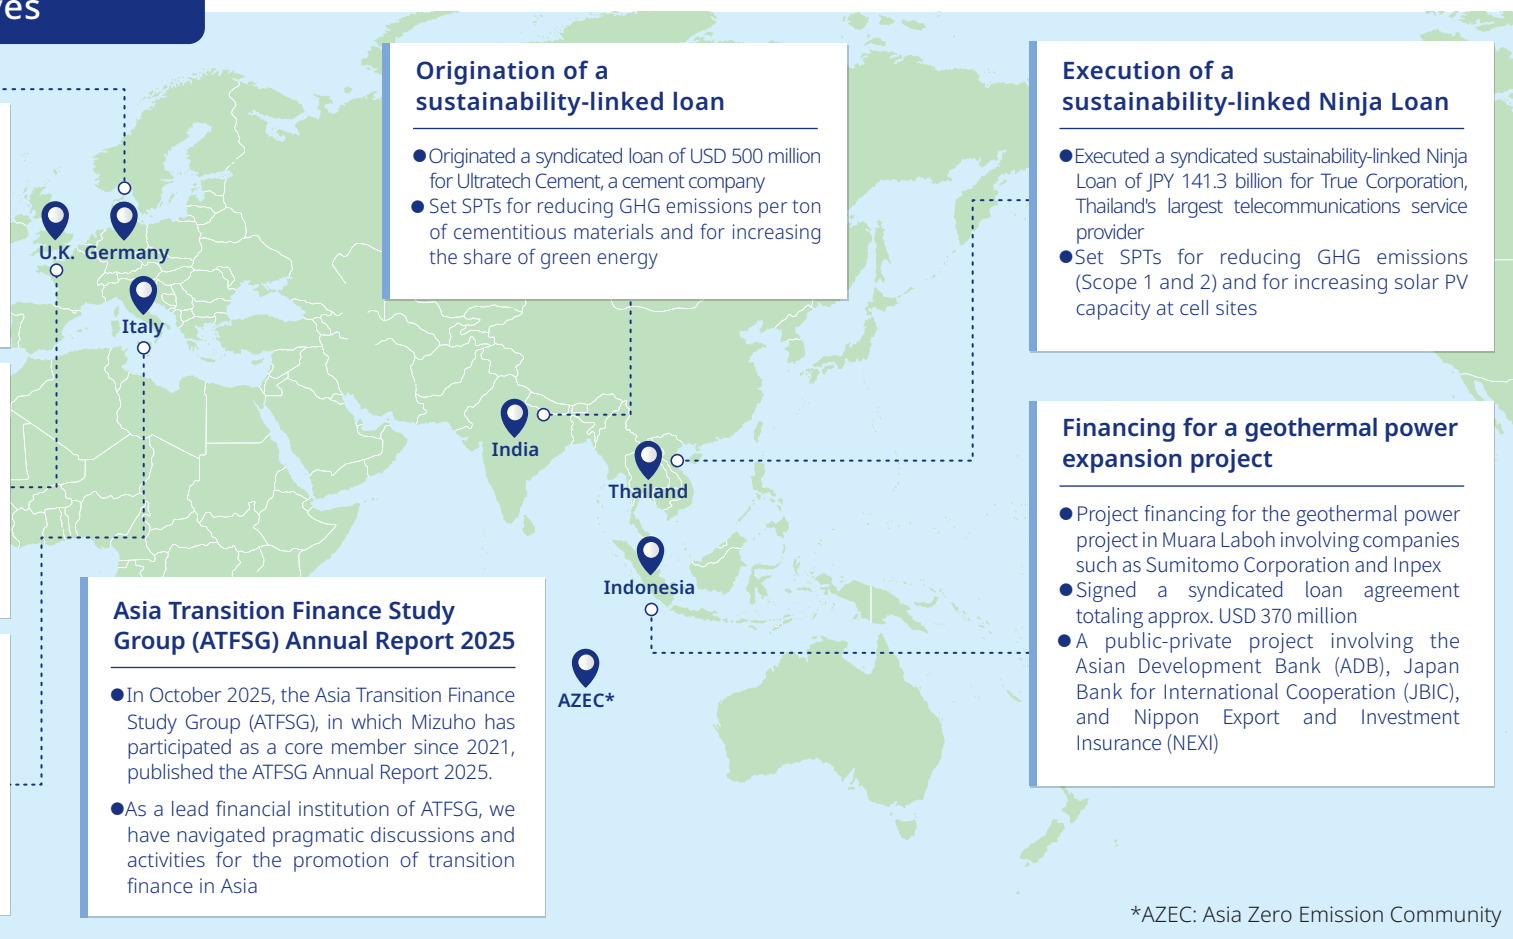 ves
Origination of a
sustainability-linked loan
●Originated a syndicated loan of USD 500 million
for Ultratech Cement, a cement company
● Set SPTs for reducing GHG emissions per ton
of cementitious materials and for increasing
the share of green energy
Execution of a
sustainability-linked Ninja Loan
●Executed a syndicated sustainability-linked Ninja
Loan of JPY 141.3 billion for True Corporation,
Thailand's largest telecommunications service
provider
●Set SPTs for reducing GHG emissions
(Scope 1 and 2) and for increasing solar PV
capacity at cell sites
U.K.
Germany
Italy
India
Thailand
Indonesia
AZEC*
Financing for a geothermal power
expansion project
●Project financing for the geothermal power
project in Muara Laboh involving companies
such as Sumitomo Corporation and Inpex
●Signed a syndicated loan agreement
totaling approx. USD 370 million
●A public-private project involving the
Asian Development Bank (ADB), Japan
Bank for International Cooperation (JBIC),
and Nippon Export and Investment
Insurance (NEXI)
Asia Transition Finance Study
Group (ATFSG) Annual Report 2025
●In October 2025, the Asia Transition Finance
Study Group (ATFSG), in which Mizuho has
participated as a core member since 2021,
published the ATFSG Annual Report 2025.
●As a lead financial institution of ATFSG, we
have navigated pragmatic discussions and
activities for the promotion of transition
finance in Asia
*AZEC: Asia Zero Emission Community